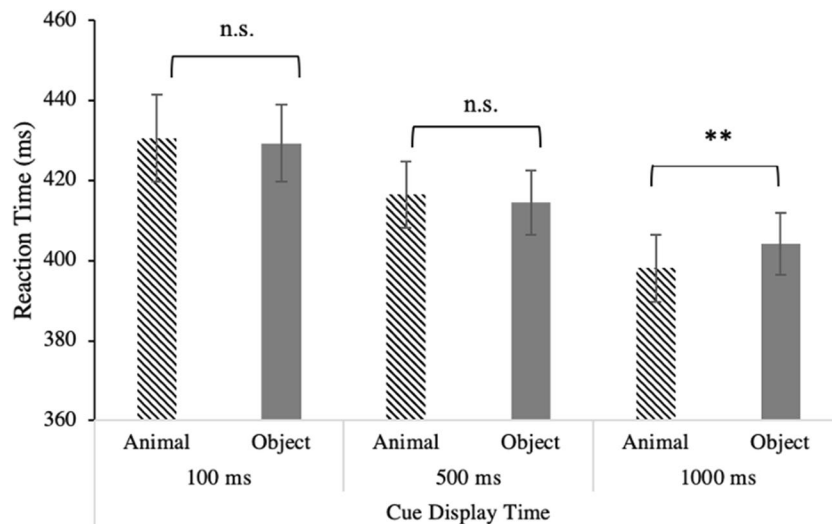 460
440
420
400
380
360
Reaction Time (ms)
n.s.
n.s.
**
Animal Object Animal Object Animal Object
100 ms 500 ms 1000 ms
Cue Display Time